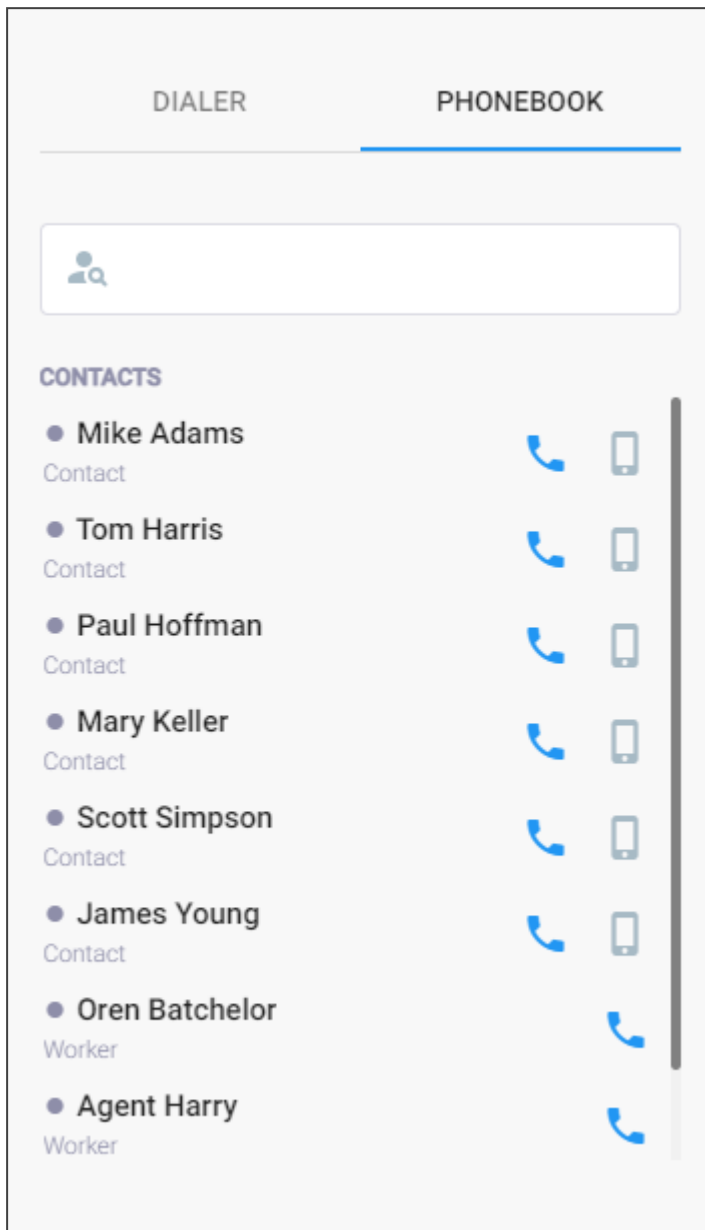 DIALER PHONEBOOK
CONTACTS
Mike Adams
Contact
Tom Harris
Contact
Paul Hoffman
Contact
Mary Keller
Contact
Scott Simpson
Contact
James Young
Contact
Oren Batchelor
Worker
Agent Harry
Worker